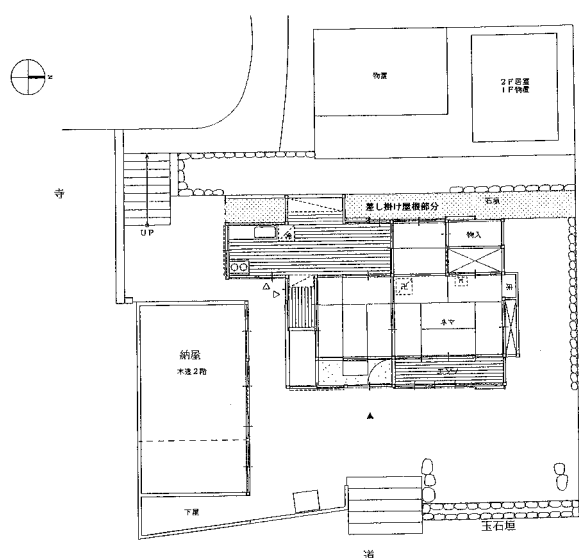 物置
2F居室
1F物置
N
寺
差し掛け屋根部分
石垣
UP
冷
物入
ネマ
納屋
木造2階
下屋
玉石垣
道